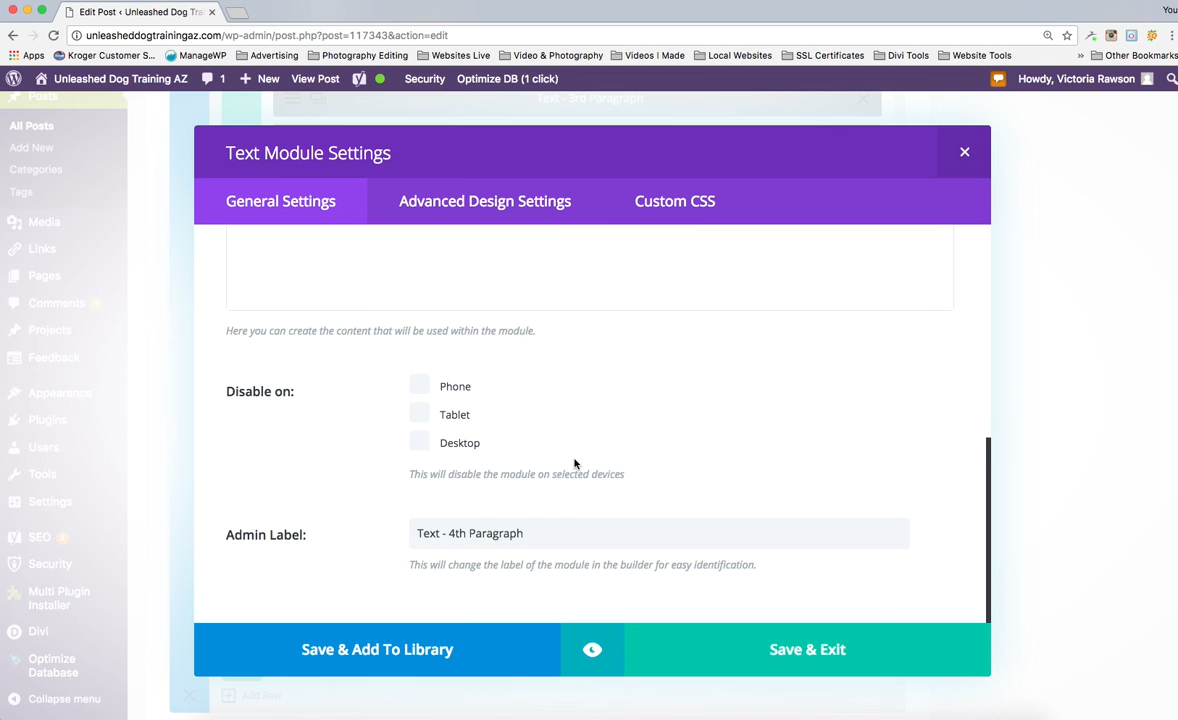 Edit Post ‹ Unleashed Dog Tra
You
unleasheddogtrainingaz.com/wp-admin/post.php?post=117343&action=edit
Apps Kroger Customer S... ManageWP Advertising Photography Editing Websites Live Video & Photography Videos I Made Local Websites SSL Certificates Divi Tools Website Tools » Other Bookmarks
Unleashed Dog Training AZ 1 + New View Post Security Optimize DB (1 click) Howdy, Victoria Rawson
Posts
Text - 3rd Paragraph
All Posts
Add New
Categories
Tags
Media
Links
Pages
Comments
Projects
Feedback
Appearance
Plugins
Users
Tools
Settings
SEO
Security
Multi Plugin
Installer
Divi
Optimize
Database
Collapse menu
Text Module Settings
General Settings Advanced Design Settings Custom CSS
Here you can create the content that will be used within the module.
Disable on:
Phone
Tablet
Desktop
This will disable the module on selected devices
Admin Label:
Text - 4th Paragraph
This will change the label of the module in the builder for easy identification.
Save & Add To Library
Save & Exit
Add Row